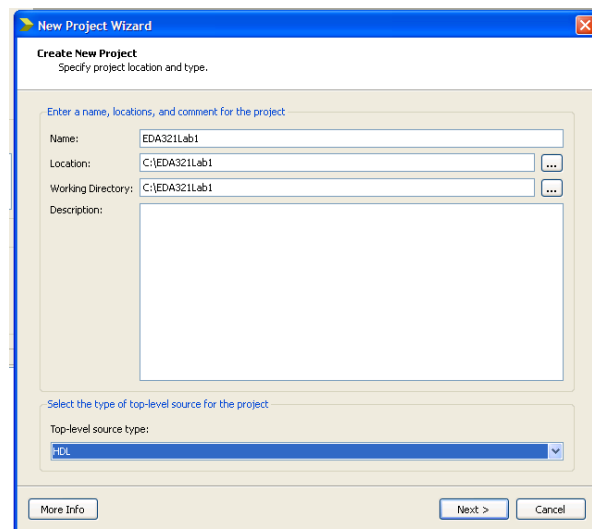 New Project Wizard
Create New Project
Specify project location and type.
Enter a name, locations, and comment for the project
Name: EDA321Lab1
Location: C:\EDA321Lab1 ...
Working Directory: C:\EDA321Lab1 ...
Description:
Select the type of top-level source for the project
Top-level source type:
HDL
More Info Next > Cancel